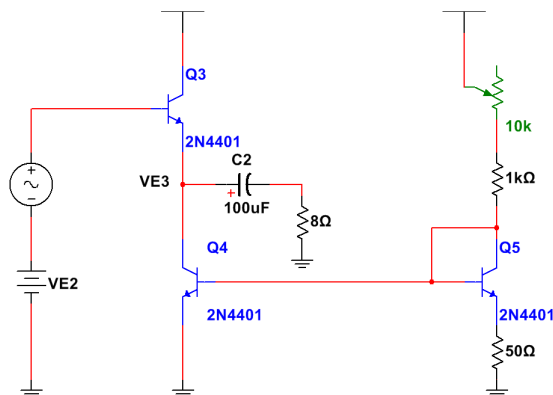 Q3
10k
2N4401
C2
VE3
1kΩ
+
100uF
8Ω
Q4
Q5
VE2
2N4401
2N4401
50Ω